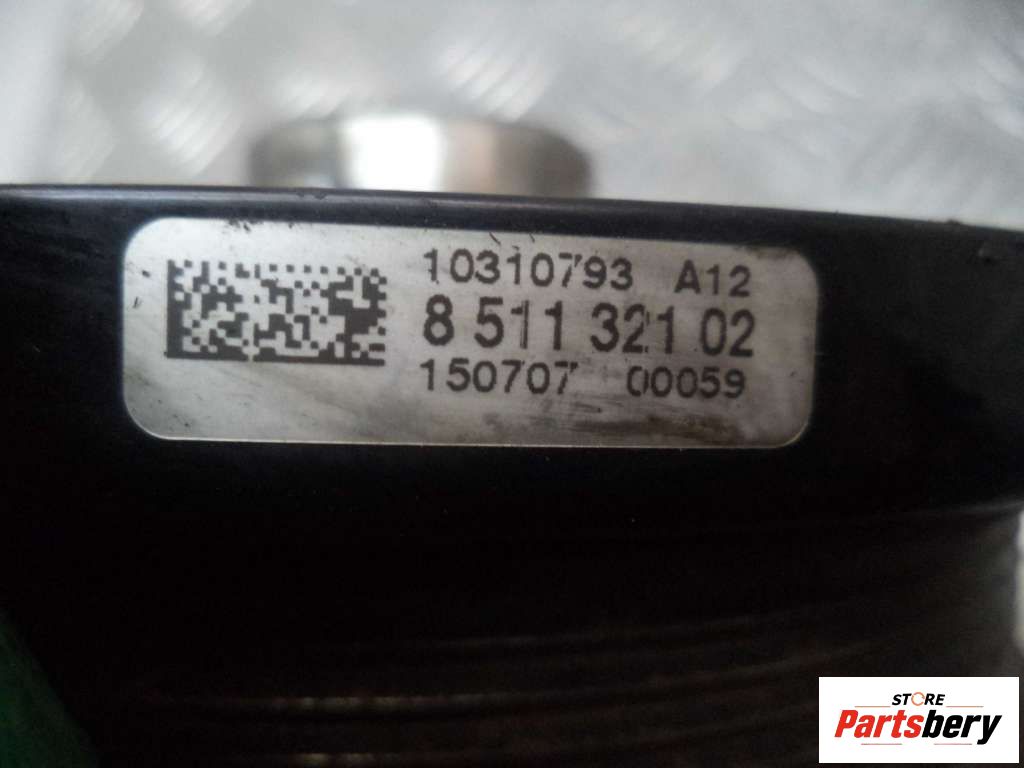 10310793 A12
8 511 321 02
150707 00059
STORE
Partsbery